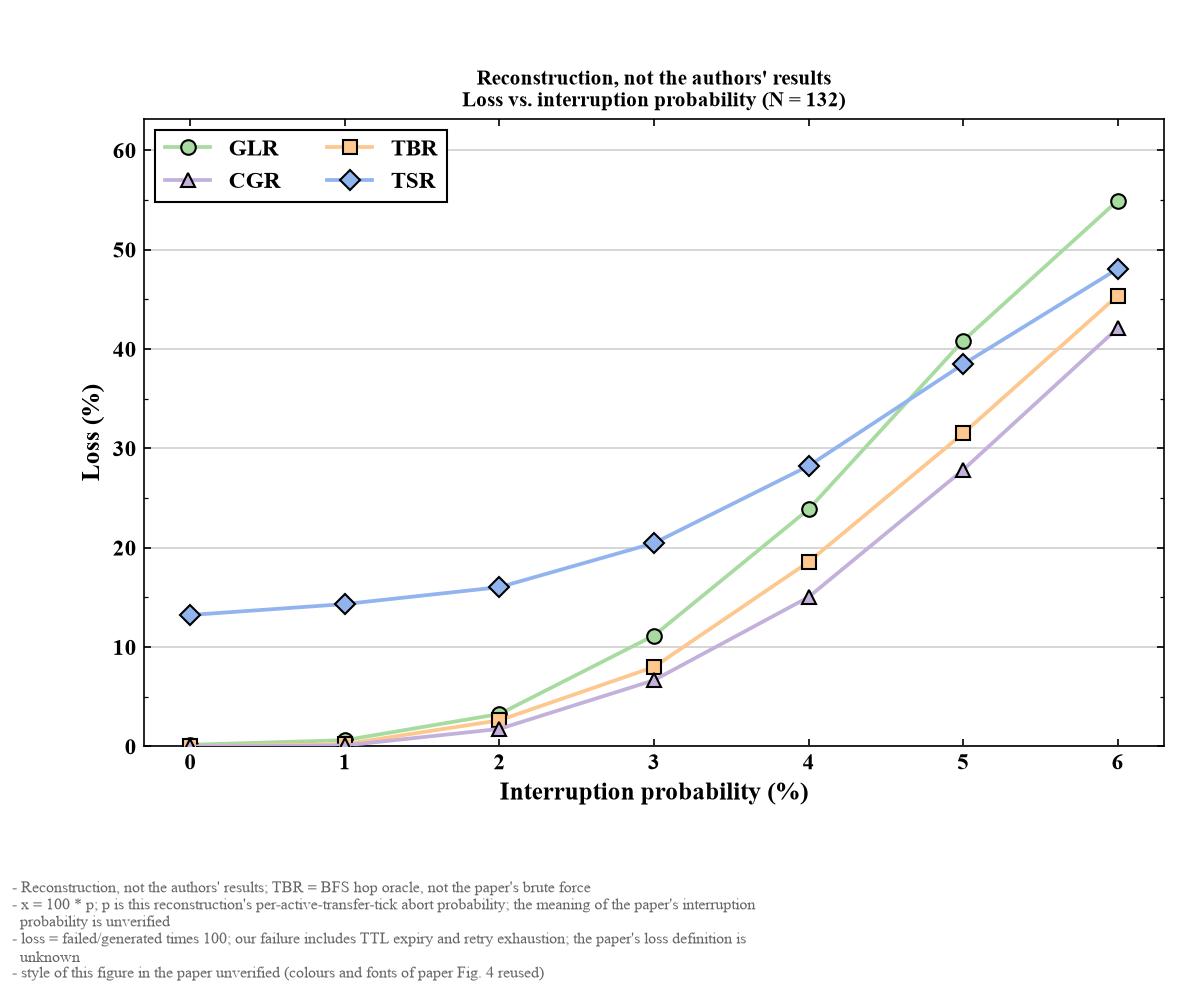 Reconstruction, not the authors' results
Loss vs. interruption probability (N = 132)
GLR
TBR
CGR
TSR
60
50
40
30
20
10
0
Loss (%)
0 1 2 3 4 5 6
Interruption probability (%)
- Reconstruction, not the authors' results; TBR = BFS hop oracle, not the paper's brute force
- x = 100 * p; p is this reconstruction's per-active-transfer-tick abort probability; the meaning of the paper's interruption
probability is unverified
- loss = failed/generated times 100; our failure includes TTL expiry and retry exhaustion; the paper's loss definition is
unknown
- style of this figure in the paper unverified (colours and fonts of paper Fig. 4 reused)